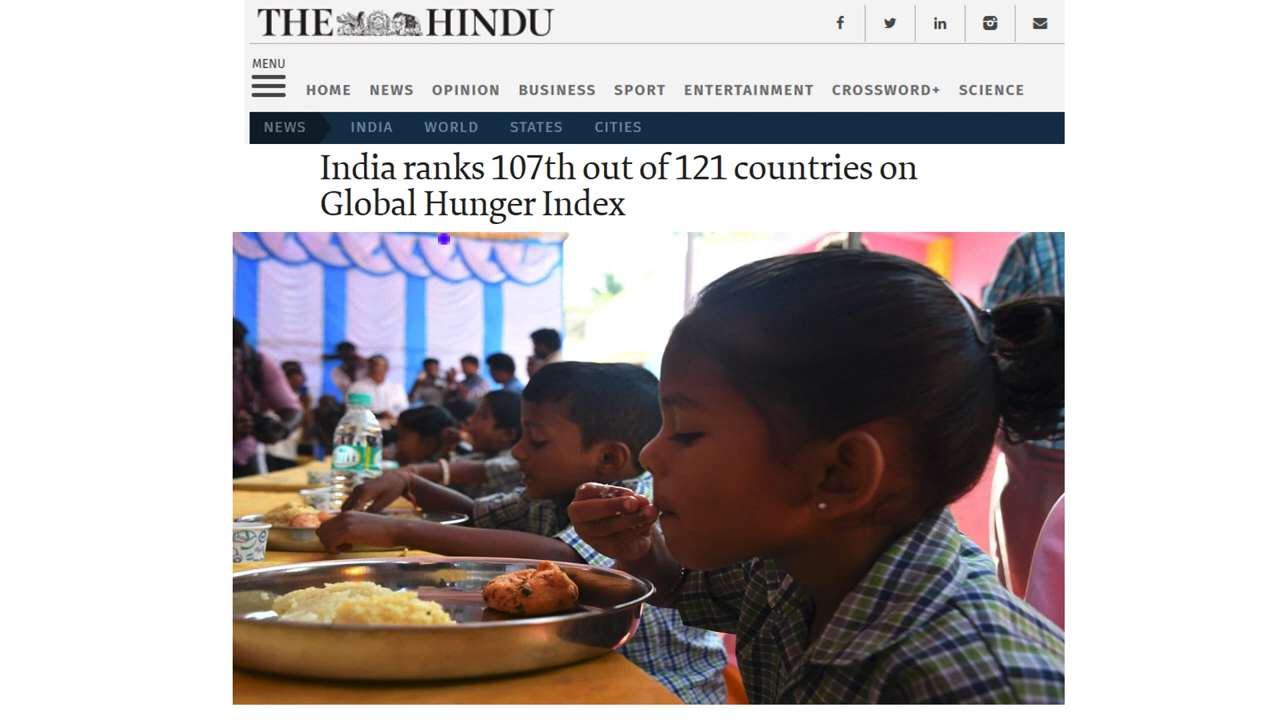 THE HINDU
MENU
HOME NEWS OPINION BUSINESS SPORT ENTERTAINMENT CROSSWORD+ SCIENCE
NEWS INDIA WORLD STATES CITIES
India ranks 107th out of 121 countries on
Global Hunger Index